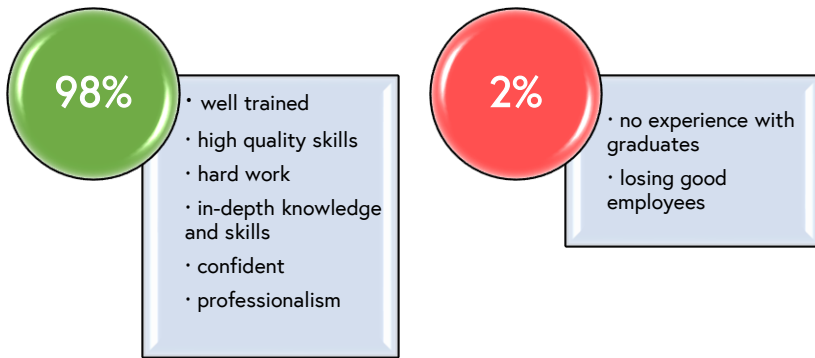 98%
· well trained
· high quality skills
· hard work
· in-depth knowledge
and skills
· confident
· professionalism
2%
· no experience with
graduates
· losing good
employees